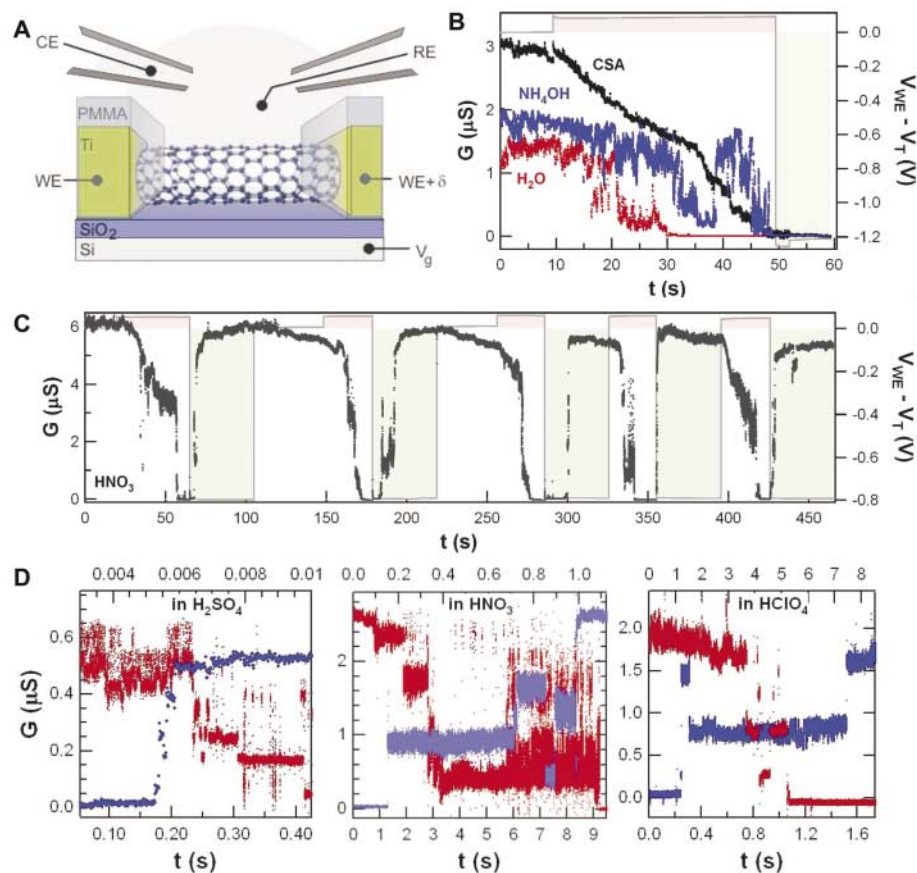 A
CE
RE
PMMA
Ti
WE
WE+δ
SiO₂
Si
V_g
B
3
2
1
0
G (μS)
CSA
NH₄OH
H₂O
0.0
-0.2
-0.4
-0.6
-0.8
-1.0
-1.2
V_WE - V_T (V)
0 10 20 30 40 50 60
t (s)
C
6
4
2
0
G (μS)
HNO₃
0.0
-0.2
-0.4
-0.6
-0.8
V_WE - V_T (V)
0 50 100 150 200 250 300 350 400 450
t (s)
D
0.004 0.006 0.008 0.01
in H₂SO₄
0.6
0.4
0.2
0.0
G (μS)
0.10 0.20 0.30 0.40
t (s)
0.0 0.2 0.4 0.6 0.8 1.0
in HNO₃
2
1
0
0 1 2 3 4 5 6 7 8 9
t (s)
0 1 2 3 4 5 6 7 8
in HClO₄
2.0
1.5
1.0
0.5
0.0
0.0 0.4 0.8 1.2 1.6
t (s)